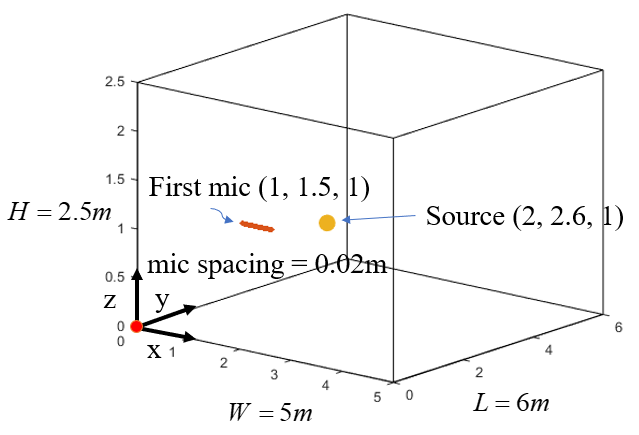 2.5
2
1.5
First mic (1, 1.5, 1)
H = 2.5m
1
Source (2, 2.6, 1)
mic spacing = 0.02m
0.5
z
y
0
0
x
1
2
3
4
5
0
2
4
6
W = 5m
L = 6m